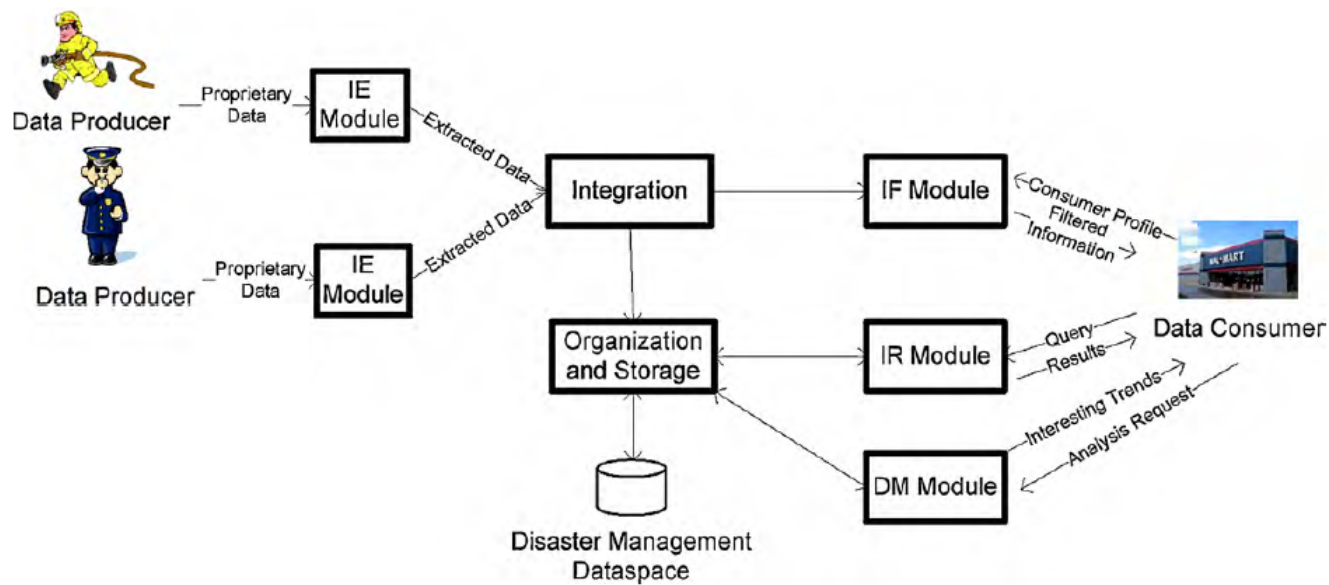 Proprietary
Data
IE
Module
Data Producer
Extracted Data
Integration
IF Module
Consumer Profile
Filtered
Information
WAL*MART
Extracted Data
Proprietary
Data
IE
Module
Data Producer
Organization
and Storage
IR Module
Query
Results
Data Consumer
Interesting Trends
Analysis Request
DM Module
Disaster Management
Dataspace